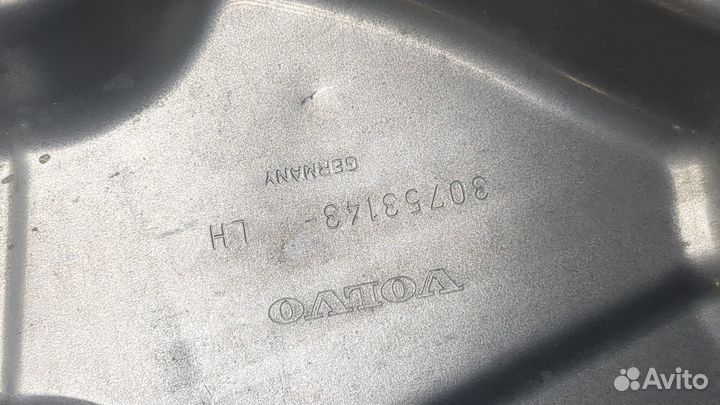 VOLVO
30753143- LH
GERMANY
Avito